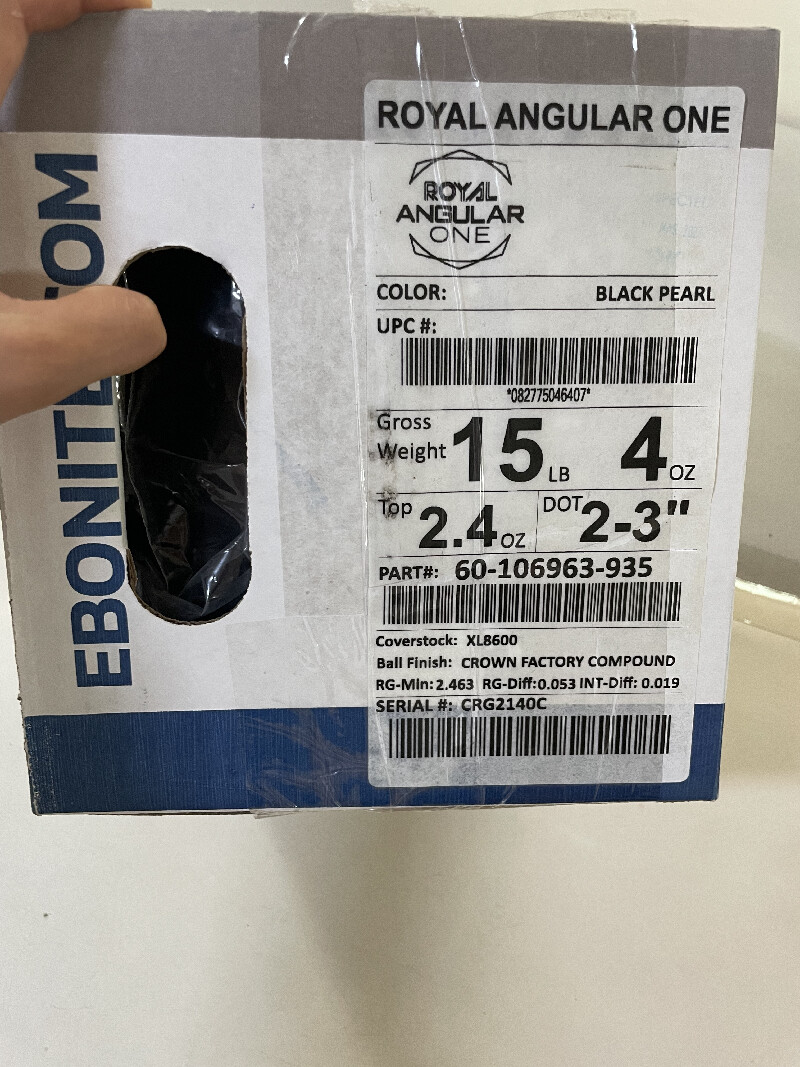 EBONITE
OM
ROYAL ANGULAR ONE
ROYAL
ANGULAR
ONE
COLOR: BLACK PEARL
UPC #:
*082775046407*
Gross
Weight 15 LB 4 OZ
Top 2.4 OZ DOT 2-3"
PART#: 60-106963-935
Coverstock: XL8600
Ball Finish: CROWN FACTORY COMPOUND
RG-Min: 2.463 RG-Diff: 0.053 INT-Diff: 0.019
SERIAL #: CRG2140C